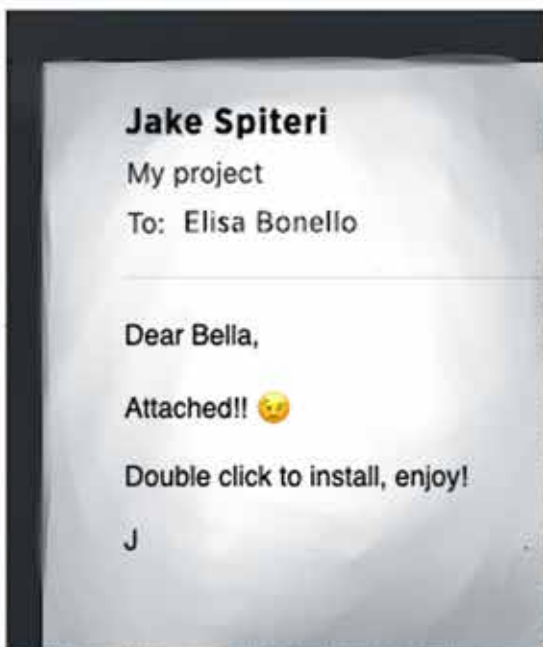 Jake Spiteri
My project
To: Elisa Bonello
Dear Bella,
Attached!! 🤕
Double click to install, enjoy!
J